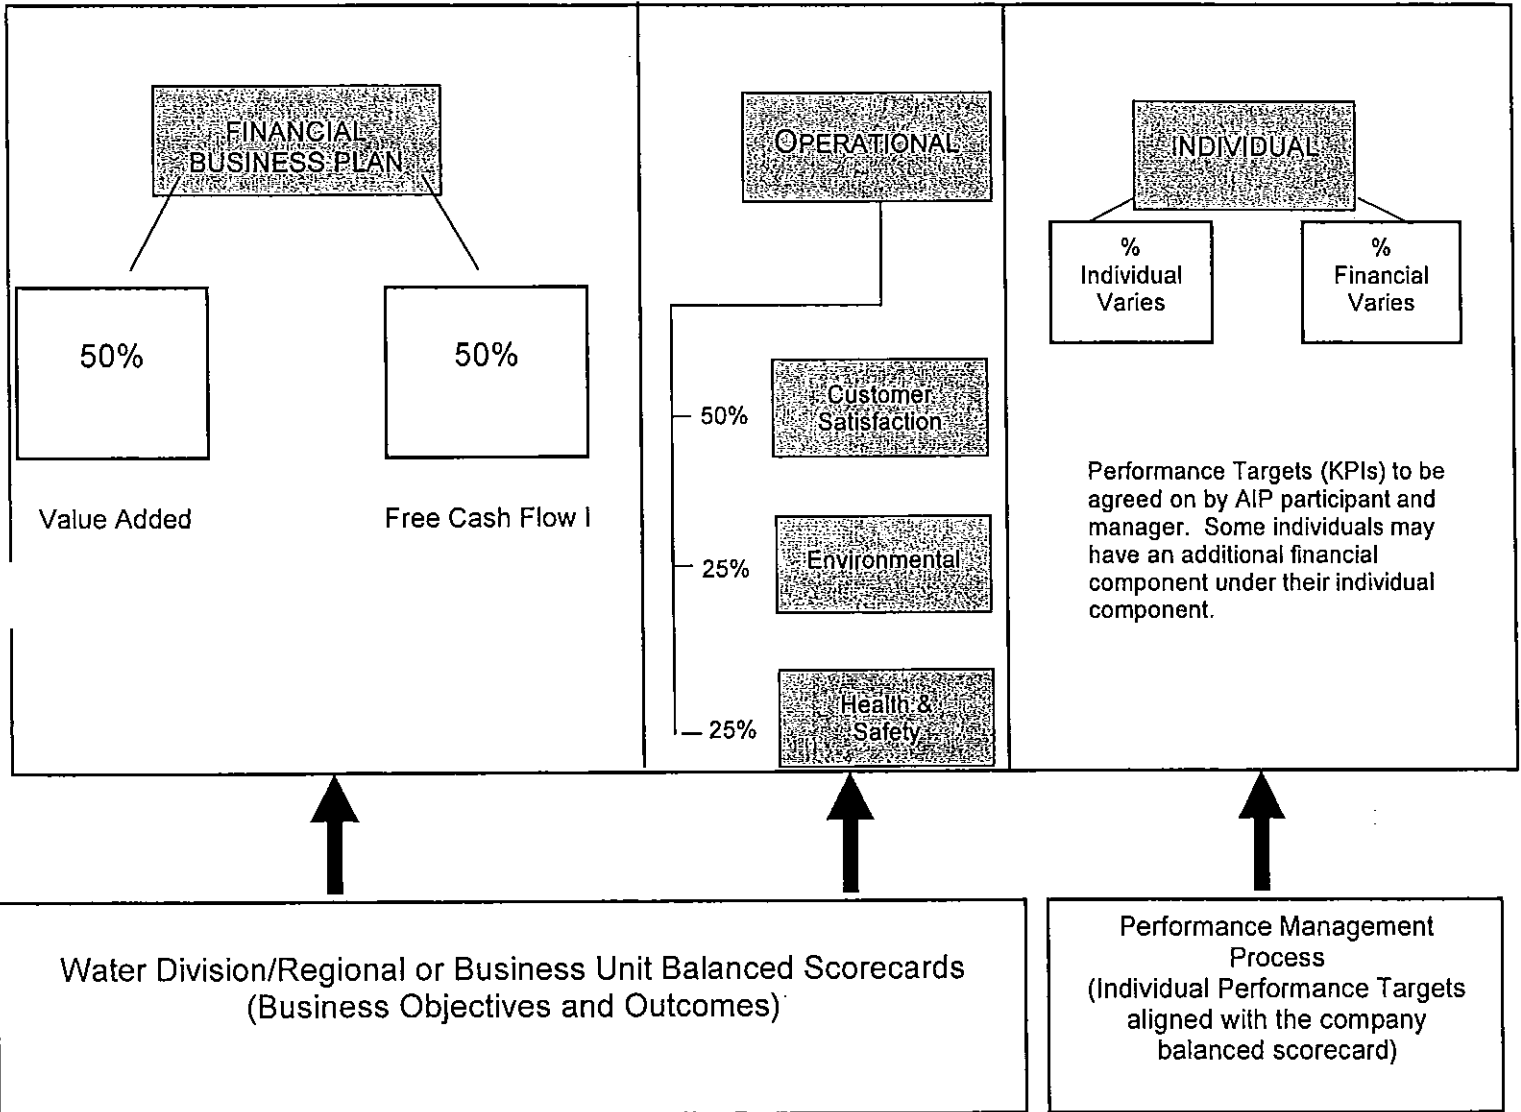 FINANCIAL
BUSINESS PLAN
50%
50%
Value Added
Free Cash Flow I
OPERATIONAL
50%
Customer
Satisfaction
25%
Environmental
25%
Health &
Safety
INDIVIDUAL
%
Individual
Varies
%
Financial
Varies
Performance Targets (KPIs) to be
agreed on by AIP participant and
manager. Some individuals may
have an additional financial
component under their individual
component.
Water Division/Regional or Business Unit Balanced Scorecards
(Business Objectives and Outcomes)
Performance Management
Process
(Individual Performance Targets
aligned with the company
balanced scorecard)